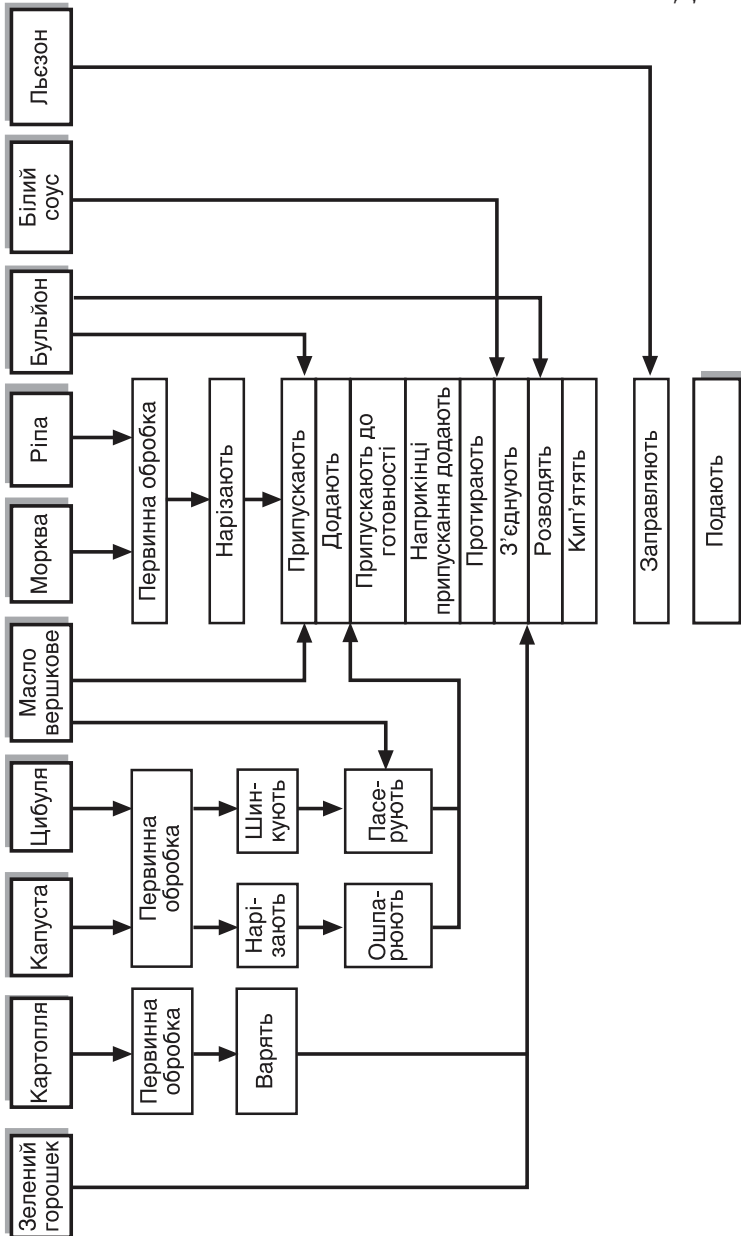 Зелений
горошек
Картопля
Капуста
Цибуля
Масло
вершкове
Морква
Ріпа
Бульйон
Білий
соус
Льєзон
Первинна
обробка
Первинна
обробка
Первинна обробка
Варять
Нарі-
зають
Шин-
кують
Нарізають
Ошпа-
рюють
Пасе-
рують
Припускають
Додають
Припускають до
готовності
Наприкінці
припускання додають
Протирають
З’єднують
Розводять
Кип’ятять
Заправляють
Подають